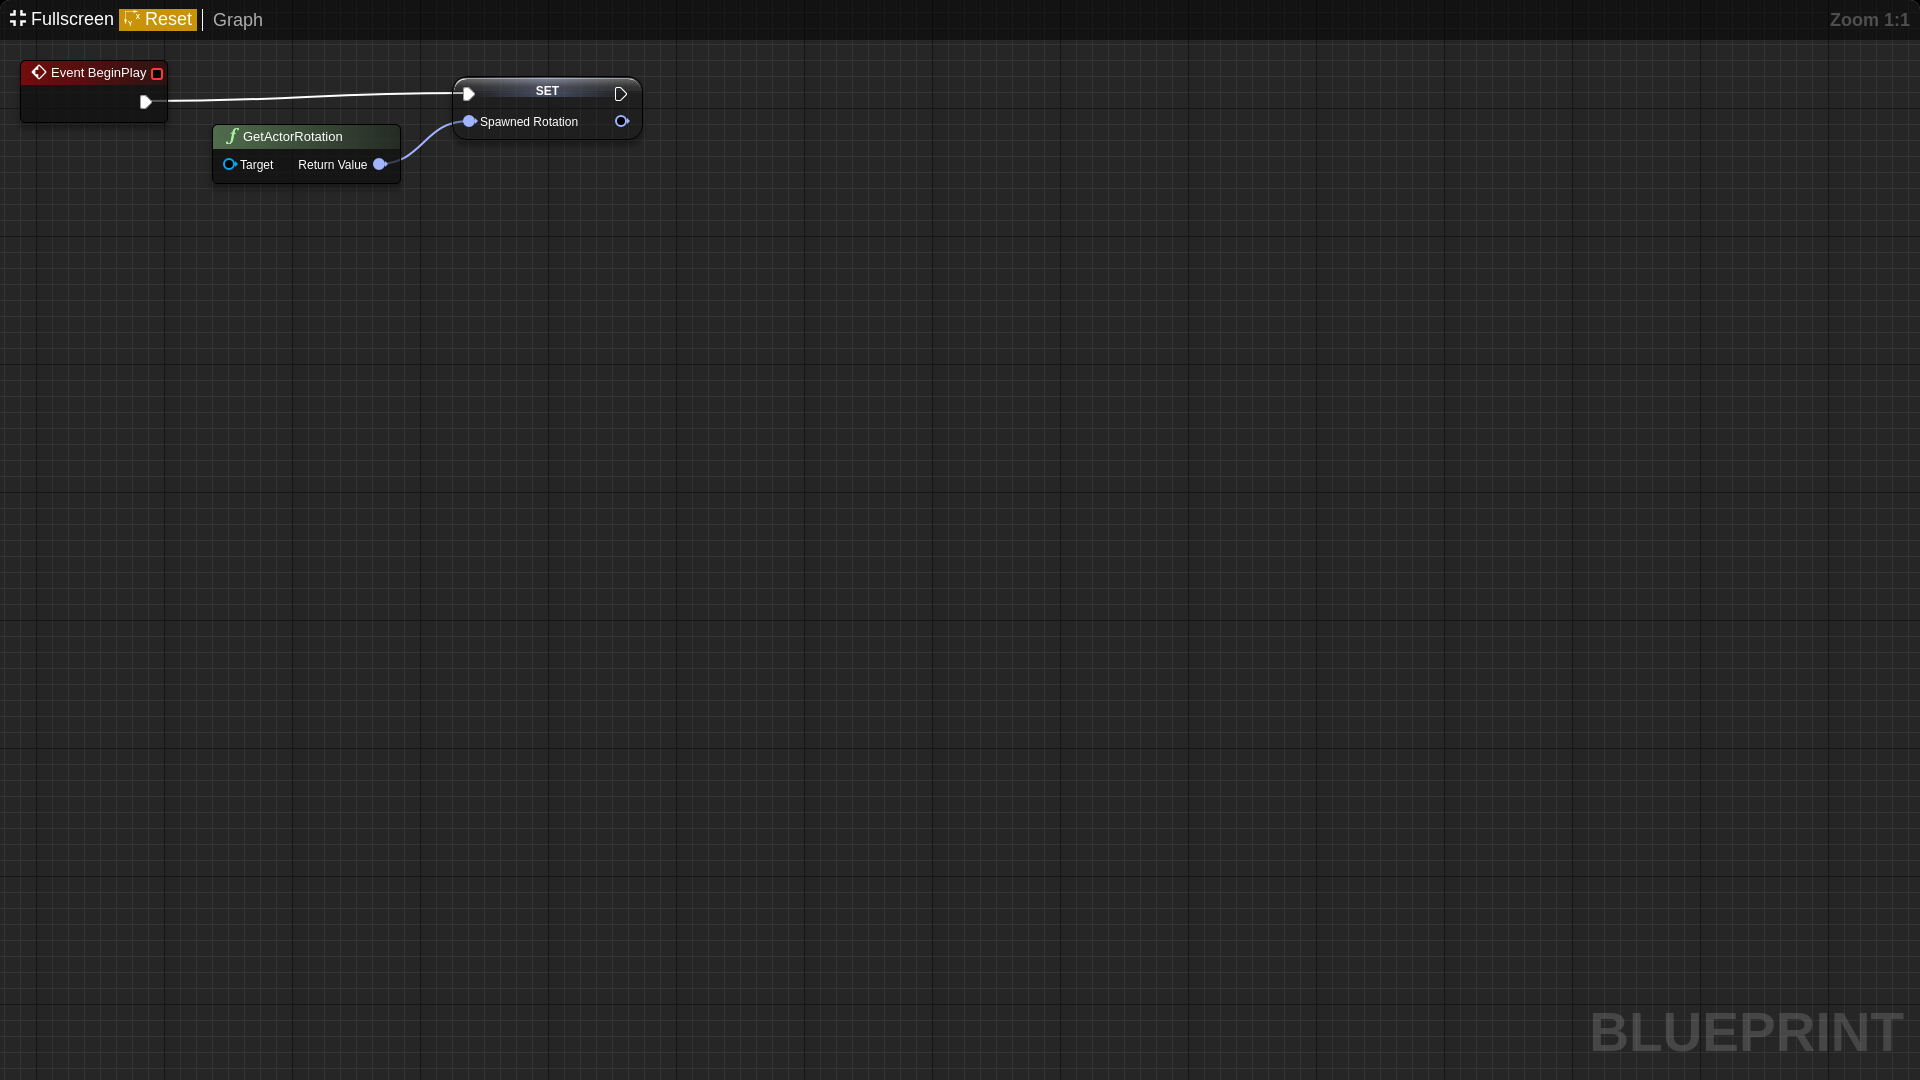 Fullscreen Reset Graph Zoom 1:1
Event BeginPlay
SET
Spawned Rotation
GetActorRotation
Target Return Value
BLUEPRINT